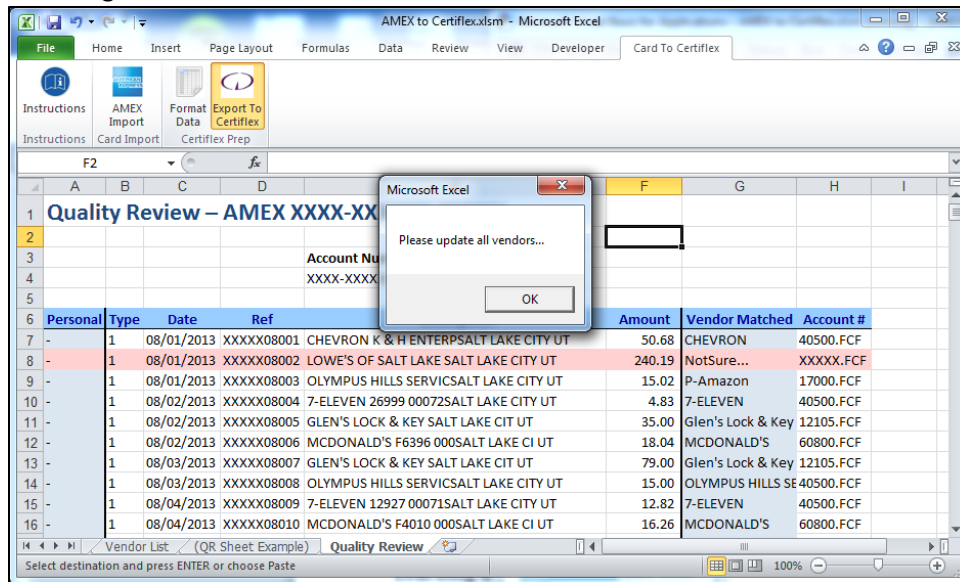 AMEX to Certiflex.xlsm - Microsoft Excel
File Home Insert Page Layout Formulas Data Review View Developer Card To Certiflex
Instructions AMEX Import Format Data Export To Certiflex
Instructions Card Import Certiflex Prep
F2 fx
A B C D F G H I
1 Quality Review – AMEX XXXX-XX
2
3 Account Nu
4 XXXX-XXXX
5
Microsoft Excel
Please update all vendors...
OK
6 Personal Type Date Ref Amount Vendor Matched Account #
7 - 1 08/01/2013 XXXXX08001 CHEVRON K & H ENTERPSALT LAKE CITY UT 50.68 CHEVRON 40500.FCF
8 - 1 08/01/2013 XXXXX08002 LOWE'S OF SALT LAKE SALT LAKE CITY UT 240.19 NotSure... XXXXX.FCF
9 - 1 08/01/2013 XXXXX08003 OLYMPUS HILLS SERVICSALT LAKE CITY UT 15.02 P-Amazon 17000.FCF
10 - 1 08/02/2013 XXXXX08004 7-ELEVEN 26999 00072SALT LAKE CITY UT 4.83 7-ELEVEN 40500.FCF
11 - 1 08/02/2013 XXXXX08005 GLEN'S LOCK & KEY SALT LAKE CIT UT 35.00 Glen's Lock & Key 12105.FCF
12 - 1 08/02/2013 XXXXX08006 MCDONALD'S F6396 000SALT LAKE CI UT 18.04 MCDONALD'S 60800.FCF
13 - 1 08/03/2013 XXXXX08007 GLEN'S LOCK & KEY SALT LAKE CIT UT 79.00 Glen's Lock & Key 12105.FCF
14 - 1 08/03/2013 XXXXX08008 OLYMPUS HILLS SERVICSALT LAKE CITY UT 15.00 OLYMPUS HILLS SE 40500.FCF
15 - 1 08/04/2013 XXXXX08009 7-ELEVEN 12927 00071SALT LAKE CITY UT 12.82 7-ELEVEN 40500.FCF
16 - 1 08/04/2013 XXXXX08010 MCDONALD'S F4010 000SALT LAKE CI UT 16.26 MCDONALD'S 60800.FCF
Vendor List (QR Sheet Example) Quality Review
Select destination and press ENTER or choose Paste 100%